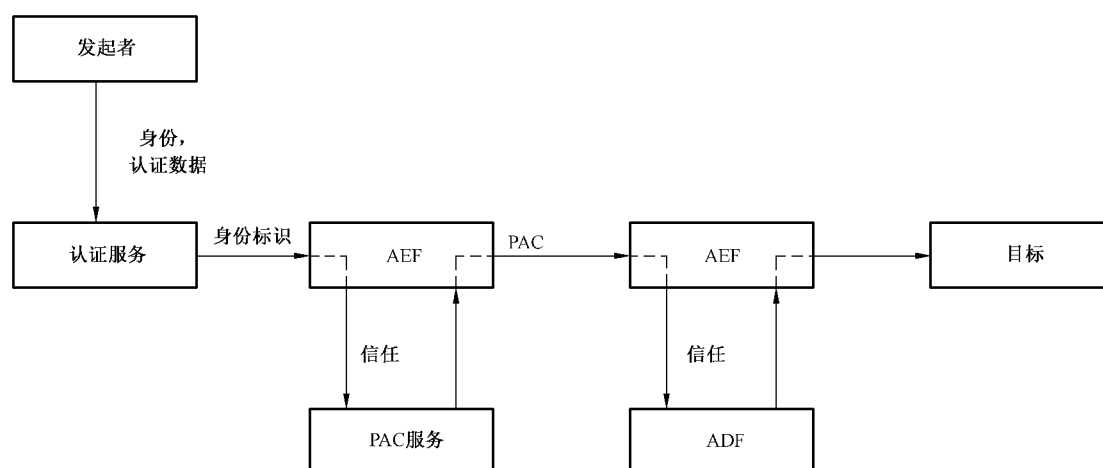 发起者
身份，
认证数据
认证服务
身份标识
AEF
PAC
AEF
目标
信任
信任
PAC服务
ADF